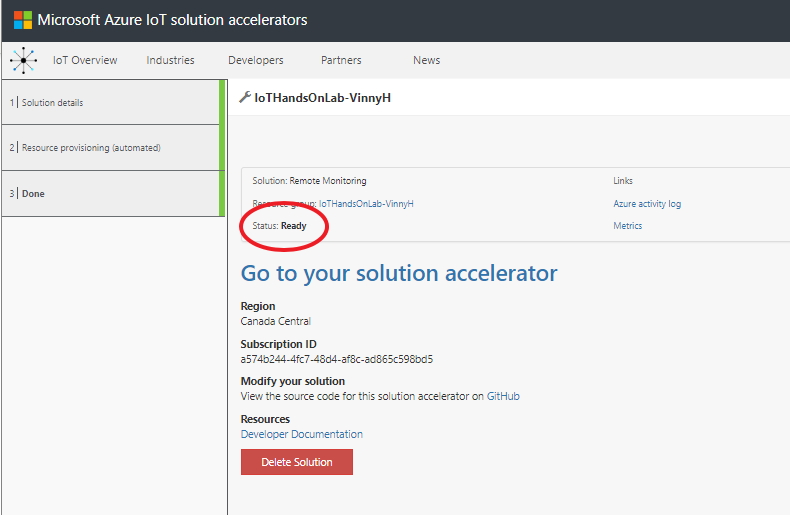 Microsoft Azure IoT solution accelerators
IoT Overview Industries Developers Partners News
1 Solution details
2 Resource provisioning (automated)
3 Done
IoTHandsOnLab-VinnyH
Solution: Remote Monitoring
Links
Resource group: IoTHandsOnLab-VinnyH
Azure activity log
Status: Ready
Metrics
Go to your solution accelerator
Region
Canada Central
Subscription ID
a574b244-4fc7-48d4-af8c-ad865c598bd5
Modify your solution
View the source code for this solution accelerator on GitHub
Resources
Developer Documentation
Delete Solution